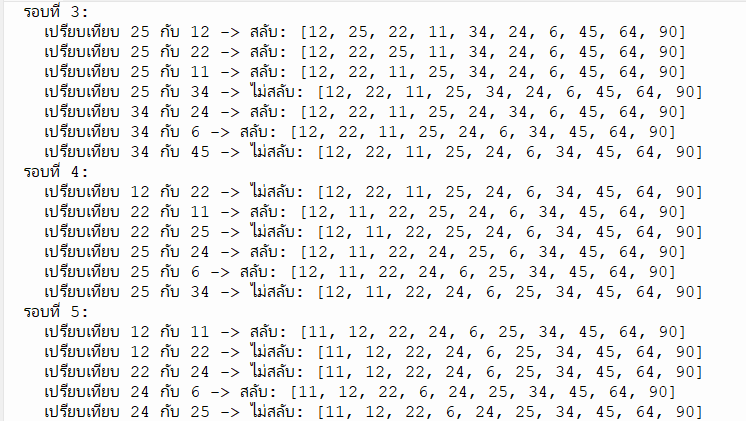 รอบที่ 3:
เปรียบเทียบ 25 กับ 12 -> สลับ: [12, 25, 22, 11, 34, 24, 6, 45, 64, 90]
เปรียบเทียบ 25 กับ 22 -> สลับ: [12, 22, 25, 11, 34, 24, 6, 45, 64, 90]
เปรียบเทียบ 25 กับ 11 -> สลับ: [12, 22, 11, 25, 34, 24, 6, 45, 64, 90]
เปรียบเทียบ 25 กับ 34 -> ไม่สลับ: [12, 22, 11, 25, 34, 24, 6, 45, 64, 90]
เปรียบเทียบ 34 กับ 24 -> สลับ: [12, 22, 11, 25, 24, 34, 6, 45, 64, 90]
เปรียบเทียบ 34 กับ 6 -> สลับ: [12, 22, 11, 25, 24, 6, 34, 45, 64, 90]
เปรียบเทียบ 34 กับ 45 -> ไม่สลับ: [12, 22, 11, 25, 24, 6, 34, 45, 64, 90]
รอบที่ 4:
เปรียบเทียบ 12 กับ 22 -> ไม่สลับ: [12, 22, 11, 25, 24, 6, 34, 45, 64, 90]
เปรียบเทียบ 22 กับ 11 -> สลับ: [12, 11, 22, 25, 24, 6, 34, 45, 64, 90]
เปรียบเทียบ 22 กับ 25 -> ไม่สลับ: [12, 11, 22, 25, 24, 6, 34, 45, 64, 90]
เปรียบเทียบ 25 กับ 24 -> สลับ: [12, 11, 22, 24, 25, 6, 34, 45, 64, 90]
เปรียบเทียบ 25 กับ 6 -> สลับ: [12, 11, 22, 24, 6, 25, 34, 45, 64, 90]
เปรียบเทียบ 25 กับ 34 -> ไม่สลับ: [12, 11, 22, 24, 6, 25, 34, 45, 64, 90]
รอบที่ 5:
เปรียบเทียบ 12 กับ 11 -> สลับ: [11, 12, 22, 24, 6, 25, 34, 45, 64, 90]
เปรียบเทียบ 12 กับ 22 -> ไม่สลับ: [11, 12, 22, 24, 6, 25, 34, 45, 64, 90]
เปรียบเทียบ 22 กับ 24 -> ไม่สลับ: [11, 12, 22, 24, 6, 25, 34, 45, 64, 90]
เปรียบเทียบ 24 กับ 6 -> สลับ: [11, 12, 22, 6, 24, 25, 34, 45, 64, 90]
เปรียบเทียบ 24 กับ 25 -> ไม่สลับ: [11, 12, 22, 6, 24, 25, 34, 45, 64, 90]